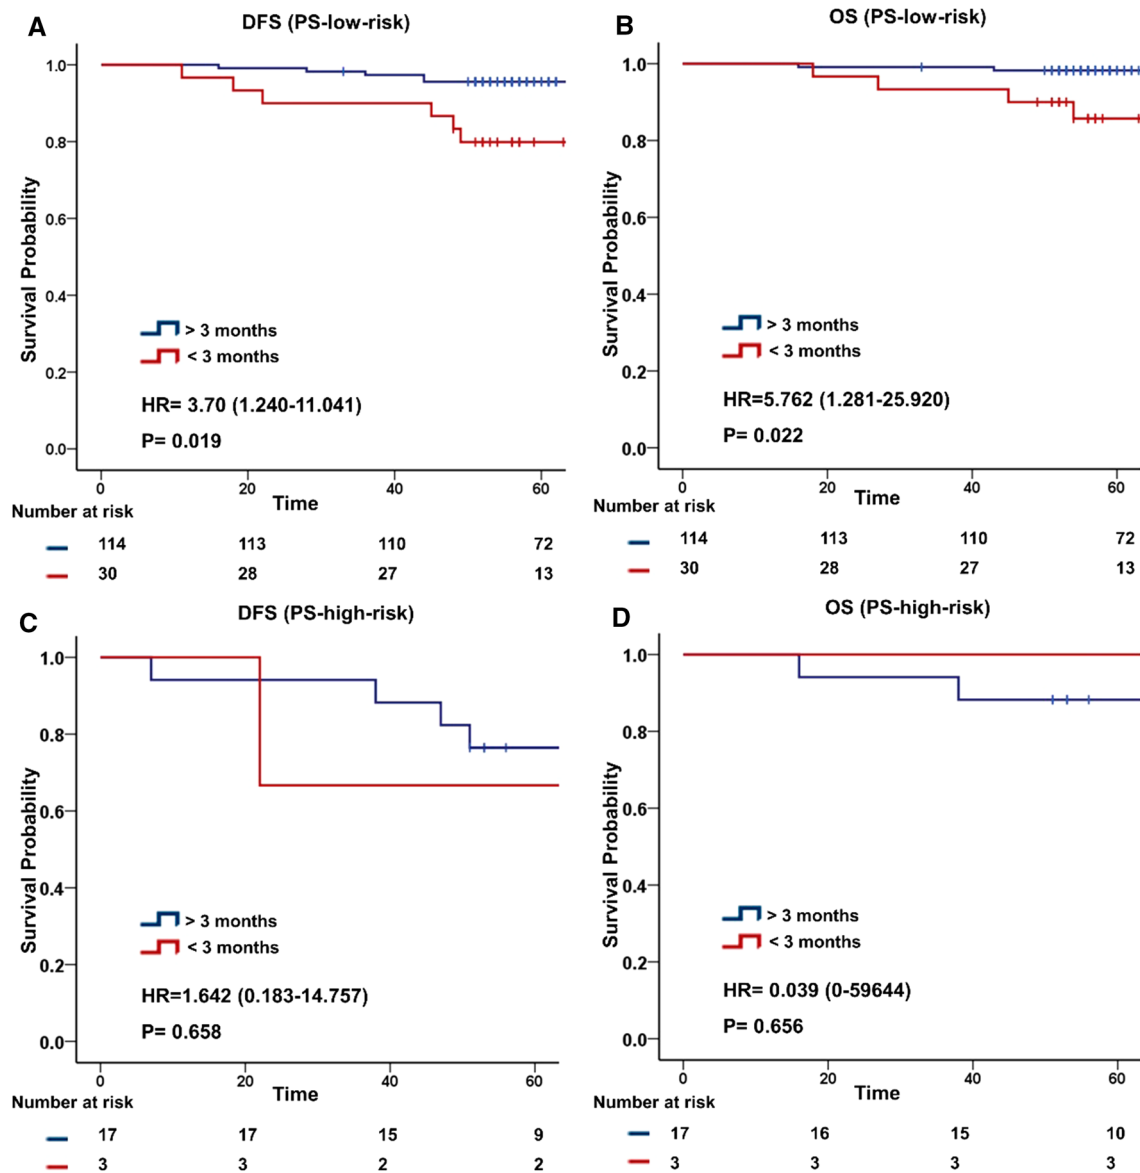 A
DFS (PS-low-risk)
Survival Probability
1.0
0.8
0.6
0.4
0.2
0.0
> 3 months
< 3 months
HR= 3.70 (1.240-11.041)
P= 0.019
0 20 40 60
Time
Number at risk
114 113 110 72
30 28 27 13
B
OS (PS-low-risk)
Survival Probability
1.0
0.8
0.6
0.4
0.2
0.0
> 3 months
< 3 months
HR=5.762 (1.281-25.920)
P= 0.022
0 20 40 60
Time
Number at risk
114 113 110 72
30 28 27 13
C
DFS (PS-high-risk)
Survival Probability
1.0
0.8
0.6
0.4
0.2
0.0
> 3 months
< 3 months
HR=1.642 (0.183-14.757)
P= 0.658
0 20 40 60
Time
Number at risk
17 17 15 9
3 3 2 2
D
OS (PS-high-risk)
Survival Probability
1.0
0.8
0.6
0.4
0.2
0.0
> 3 months
< 3 months
HR= 0.039 (0-59644)
P= 0.656
0 20 40 60
Time
Number at risk
17 16 15 10
3 3 3 3